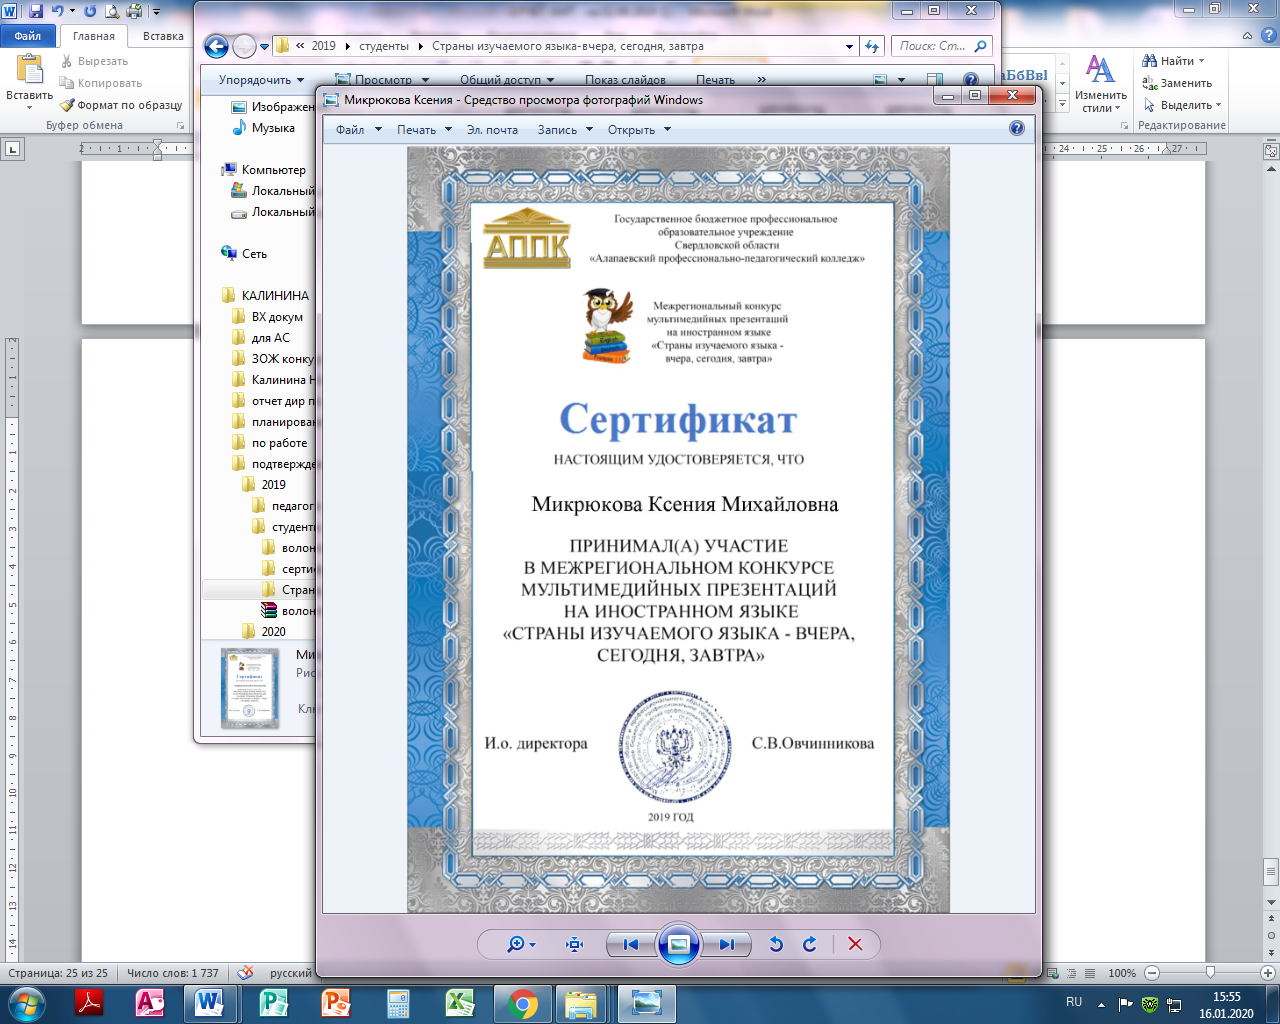 Файл
Главная
Вставка
Вставить
Вырезать
Копировать
Формат по образцу
Буфер обмена
2019
студенты
Страны изучаемого языка-вчера, сегодня, завтра
Поиск: Ст...
Упорядочить
Просмотр
Общий доступ
Показ слайдов
Печать
»
Изменить
стили
Найти
Заменить
Выделить
Редактирование
Изображен
Музыка
Компьютер
Локальный
Локальный
Сеть
КАЛИНИНА
ВХ докум
для АС
ЗОЖ конку
Калинина Н
отчет дир п
планирован
по работе
подтвержде
2019
педагог
студенты
волон
серти
Стран
волон
2020
Микрюкова Ксения - Средство просмотра фотографий Windows
Файл
Печать
Эл. почта
Запись
Открыть
АППК
Государственное бюджетное профессиональное
образовательное учреждение
Свердловской области
«Алапаевский профессионально-педагогический колледж»
Межрегиональный конкурс
мультимедийных презентаций
на иностранном языке
«Страны изучаемого языка -
вчера, сегодня, завтра»
Сертификат
НАСТОЯЩИМ УДОСТОВЕРЯЕТСЯ, ЧТО
Микрюкова Ксения Михайловна
ПРИНИМАЛ(А) УЧАСТИЕ
В МЕЖРЕГИОНАЛЬНОМ КОНКУРСЕ
МУЛЬТИМЕДИЙНЫХ ПРЕЗЕНТАЦИЙ
НА ИНОСТРАННОМ ЯЗЫКЕ
«СТРАНЫ ИЗУЧАЕМОГО ЯЗЫКА - ВЧЕРА,
СЕГОДНЯ, ЗАВТРА»
И.о. директора
С.В.Овчинникова
2019 ГОД
Страница: 25 из 25
Число слов: 1 737
русский
100%
RU
15:55
16.01.2020